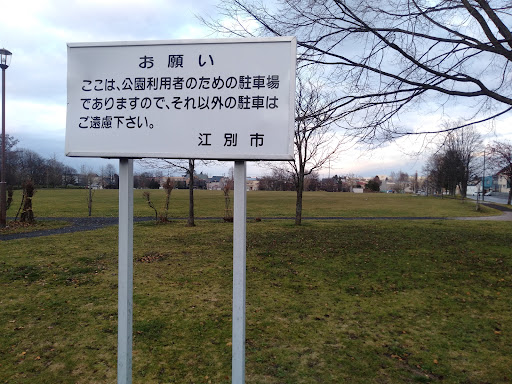 お願い
ここは、公園利用者のための駐車場
でありますので、それ以外の駐車は
ご遠慮下さい。
江別市